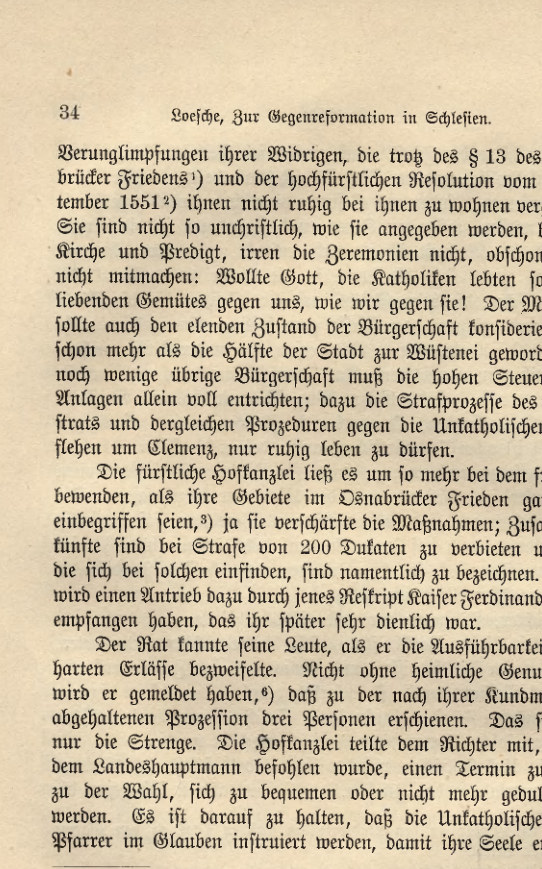 34 Loesche, Zur Gegenreformation in Schlesien.
Verunglimpfungen ihrer Widrigen, die trotz des § 13 des
brücker Friedens¹) und der hochfürstlichen Resolution vom
tember 1551²) ihnen nicht ruhig bei ihnen zu wohnen ver
Sie sind nicht so unchristlich, wie sie angegeben werden,
Kirche und Predigt, irren die Zeremonien nicht, obschon
nicht mitmachen: Wollte Gott, die Katholiken lebten so
liebenden Gemütes gegen uns, wie wir gegen sie! Der M
sollte auch den elenden Zustand der Bürgerschaft konsiderie
schon mehr als die Hälfte der Stadt zur Wüstenei geword
noch wenige übrige Bürgerschaft muß die hohen Steuer
Anlagen allein voll entrichten; dazu die Strafprozesse des
strats und dergleichen Prozeduren gegen die Unkatholischen
flehen um Clemenz, nur ruhig leben zu dürfen.
Die fürstliche Hofkanzlei ließ es um so mehr bei dem f
bewenden, als ihre Gebiete im Osnabrücker Frieden ga
einbegriffen seien,³) ja sie verschärfte die Maßnahmen; Zusa
künfte sind bei Strafe von 200 Dukaten zu verbieten u
die sich bei solchen einfinden, sind namentlich zu bezeichnen.
wird einen Antrieb dazu durch jenes Reskript Kaiser Ferdinand
empfangen haben, das ihr später sehr dienlich war.
Der Rat kannte seine Leute, als er die Ausführbarkei
harten Erlässe bezweifelte. Nicht ohne heimliche Genu
wird er gemeldet haben,⁶) daß zu der nach ihrer Kundm
abgehaltenen Prozession drei Personen erschienen. Das
nur die Strenge. Die Hofkanzlei teilte dem Richter mit,
dem Landeshauptmann befohlen wurde, einen Termin zu
zu der Wahl, sich zu bequemen oder nicht mehr gedul
werden. Es ist darauf zu halten, daß die Unkatholische
Pfarrer im Glauben instruiert werden, damit ihre Seele e